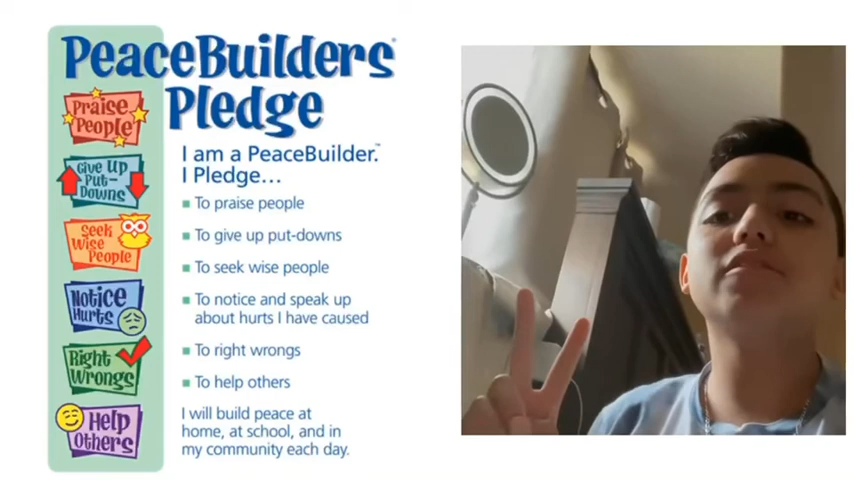 PeaceBuilders®
Pledge
Praise
People
Give Up
Put-
Downs
Seek
Wise
People
Notice
Hurts
Right
Wrongs
Help
Others
I am a PeaceBuilder.™
I Pledge...
To praise people
To give up put-downs
To seek wise people
To notice and speak up
about hurts I have caused
To right wrongs
To help others
I will build peace at
home, at school, and in
my community each day.